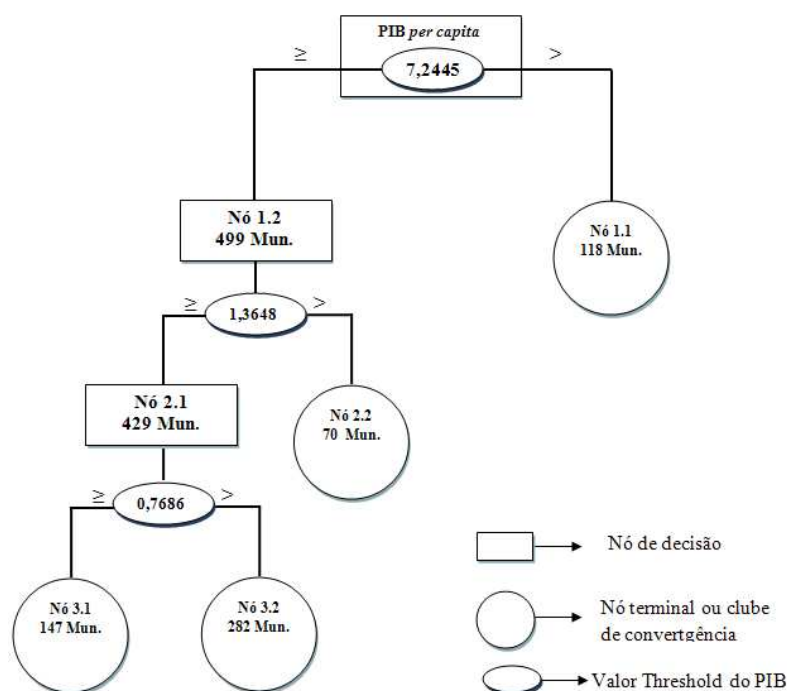 PIB per capita
≥
7,2445
>
Nó 1.2
499 Mun.
Nó 1.1
118 Mun.
≥
1,3648
>
Nó 2.1
429 Mun.
Nó 2.2
70 Mun.
≥
0,7686
>
Nó 3.1
147 Mun.
Nó 3.2
282 Mun.
Nó de decisão
Nó terminal ou clube
de convertgência
Valor Threshold do PIB